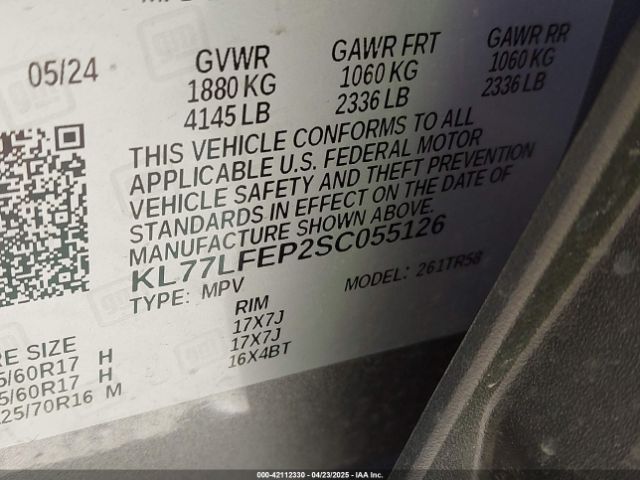 05/24 GVWR GAWR FRT GAWR RR
1880 KG 1060 KG 1060 KG
4145 LB 2336 LB 2336 LB
THIS VEHICLE CONFORMS TO ALL
APPLICABLE U.S. FEDERAL MOTOR
VEHICLE SAFETY AND THEFT PREVENTION
STANDARDS IN EFFECT ON THE DATE OF
MANUFACTURE SHOWN ABOVE.
KL77LFEP2SC055126
TYPE: MPV MODEL: 261TR58
RE SIZE RIM
5/60R17 H 17X7J
5/60R17 H 17X7J
125/70R16 M 16X4BT
000-42112330 - 04/23/2025 - IAA Inc.